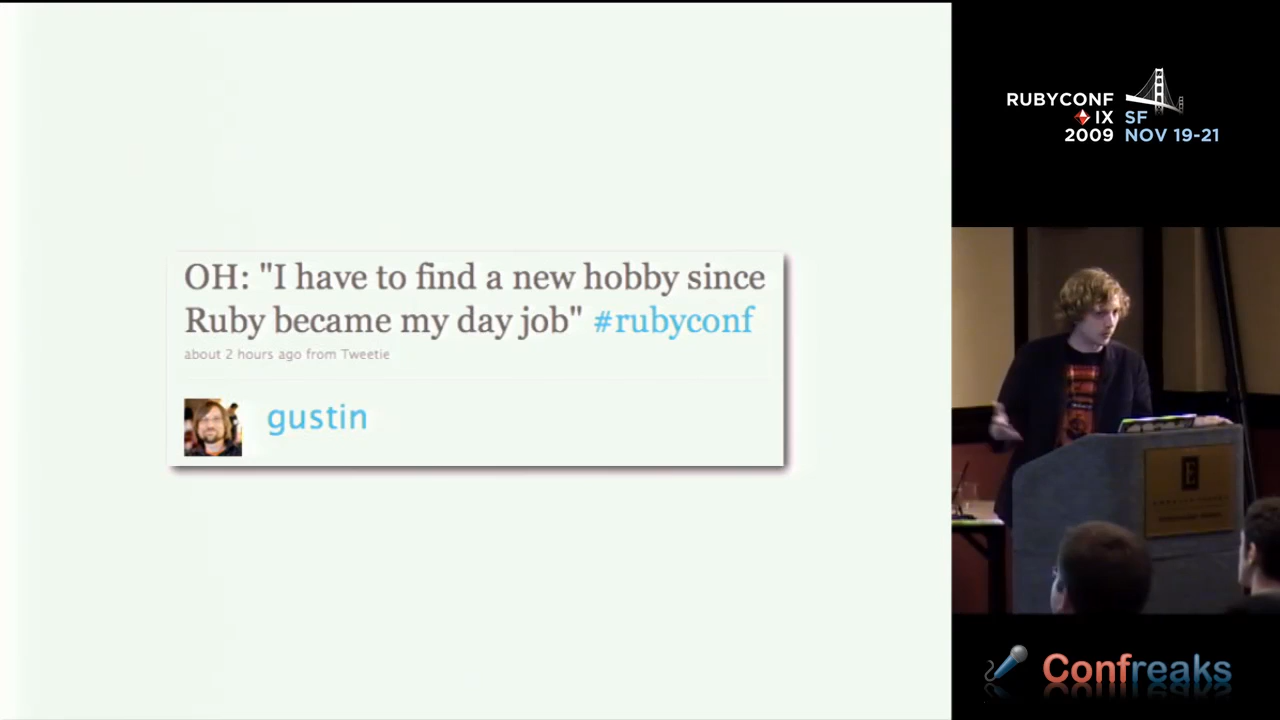 OH: "I have to find a new hobby since
Ruby became my day job" #rubyconf
about 2 hours ago from Tweetie
gustin
RUBYCONF
IX SF
2009 NOV 19-21
E
Confreaks